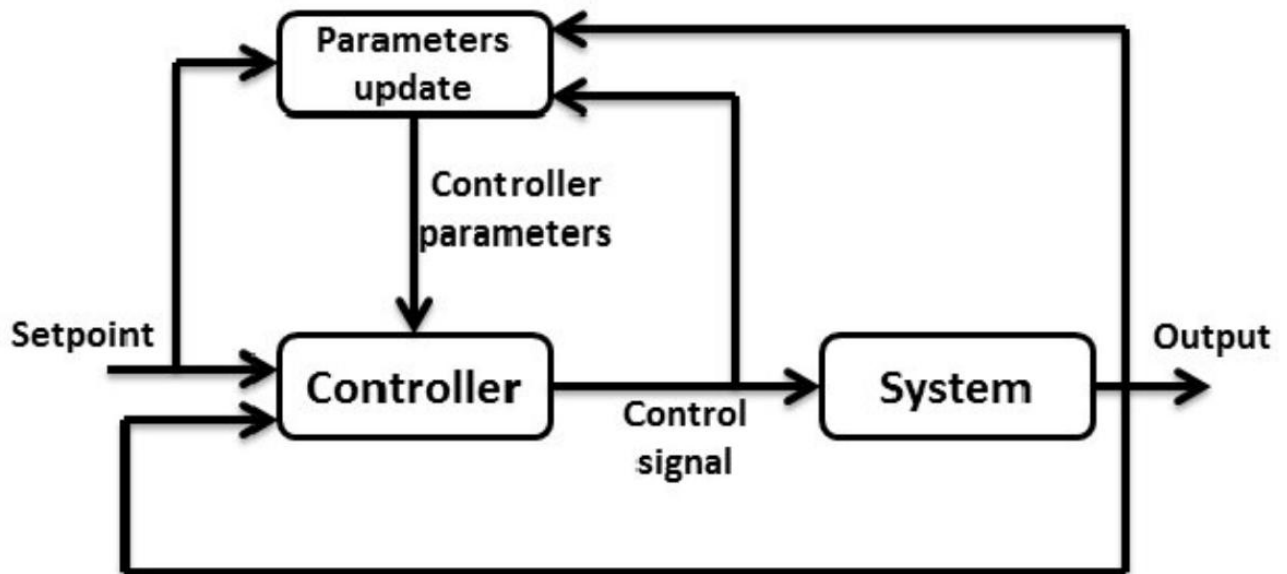 Parameters
update
Controller
parameters
Setpoint
Output
Controller
System
Control
signal